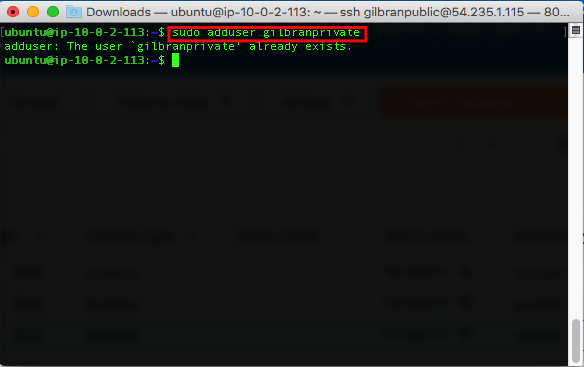 Downloads — ubuntu@ip-10-0-2-113: ~ — ssh gilbranpublic@54.235.1.115 — 80...
[ubuntu@ip-10-0-2-113:~$ sudo adduser gilbranprivate ]
adduser: The user `gilbranprivate' already exists.
ubuntu@ip-10-0-2-113:~$